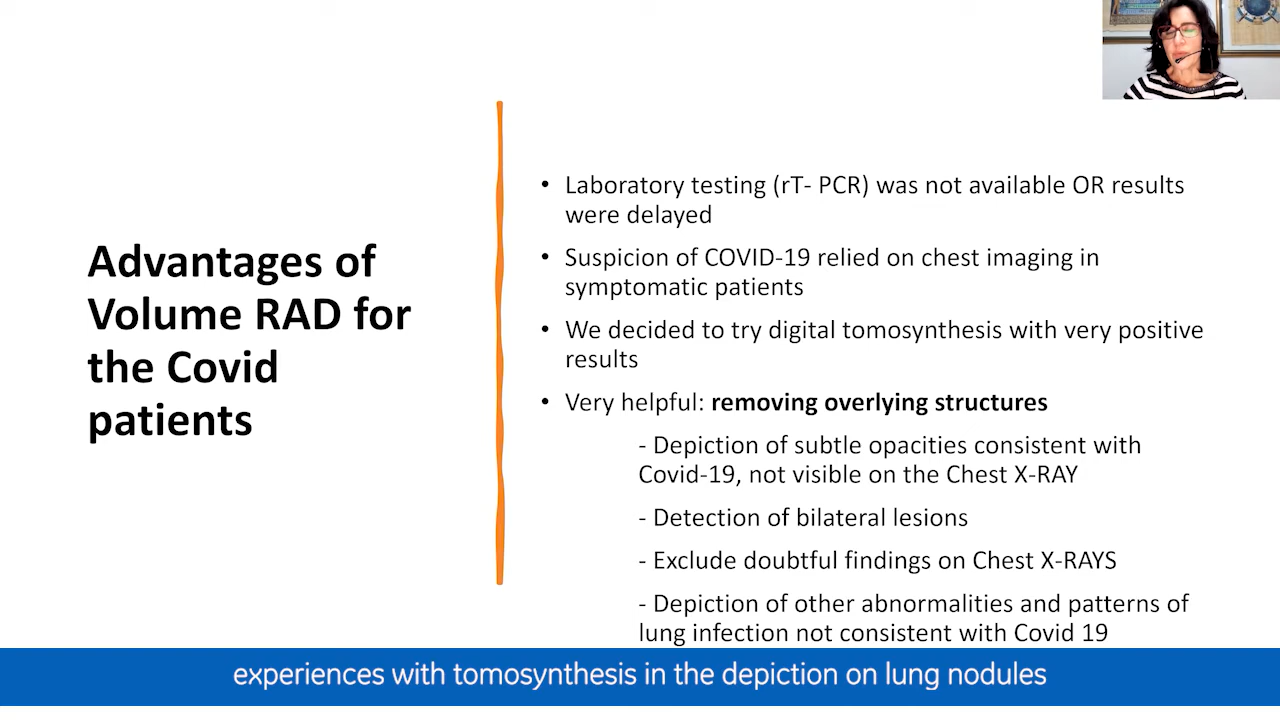 Advantages of
Volume RAD for
the Covid
patients
• Laboratory testing (rT- PCR) was not available OR results
were delayed
• Suspicion of COVID-19 relied on chest imaging in
symptomatic patients
• We decided to try digital tomosynthesis with very positive
results
• Very helpful: removing overlying structures
- Depiction of subtle opacities consistent with
Covid-19, not visible on the Chest X-RAY
- Detection of bilateral lesions
- Exclude doubtful findings on Chest X-RAYS
- Depiction of other abnormalities and patterns of
lung infection not consistent with Covid 19
experiences with tomosynthesis in the depiction on lung nodules